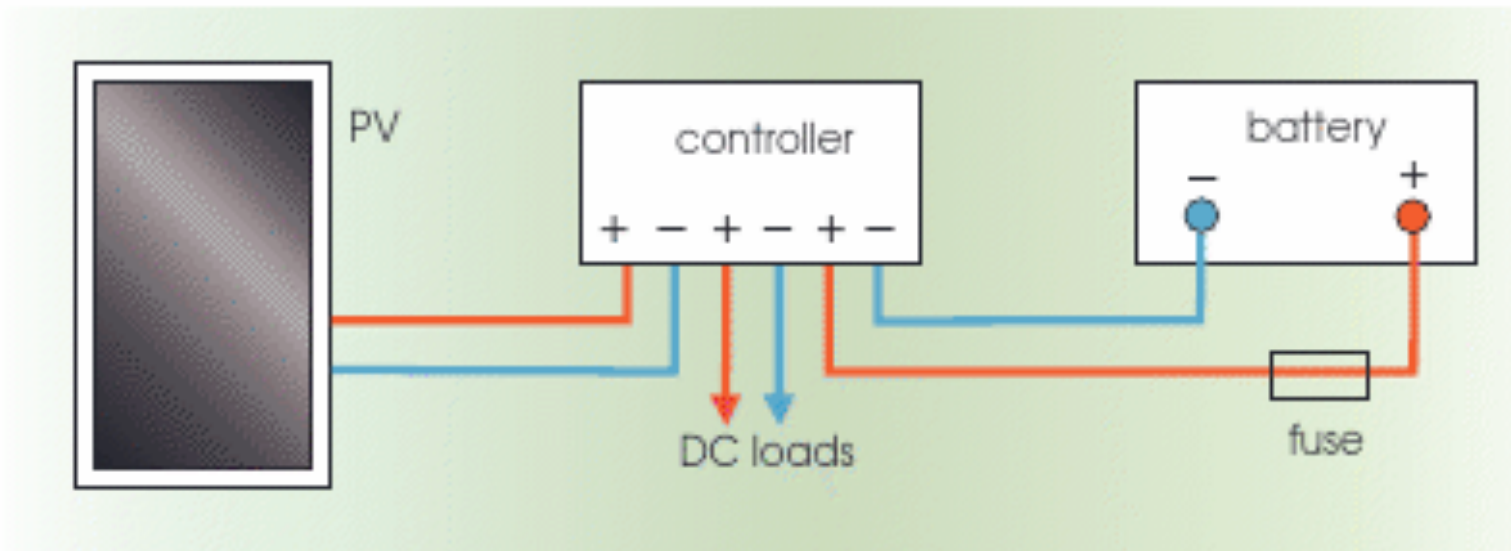 PV
controller
+ − + − + −
battery
− +
DC loads
fuse